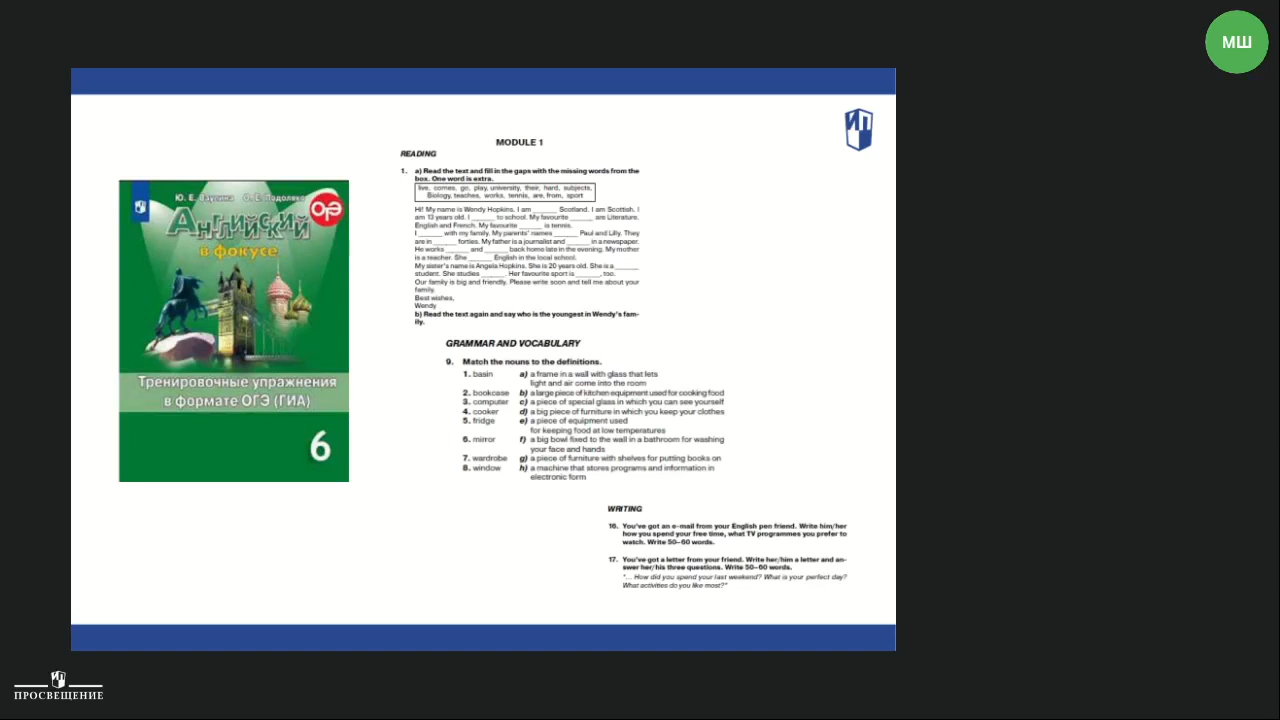 МШ
ИП
Ю. Е. Ваулина О. Е. Подоляко
ФР
Английский
в фокусе
Тренировочные упражнения
в формате ОГЭ (ГИА)
6
MODULE 1
READING
1. a) Read the text and fill in the gaps with the missing words from the
box. One word is extra.
live, comes, go, play, university, their, hard, subjects,
Biology, teaches, works, tennis, are, from, sport
Hi! My name is Wendy Hopkins. I am ______ Scotland. I am Scottish. I
am 13 years old. I ______ to school. My favourite ______ are Literature,
English and French. My favourite ______ is tennis.
I ______ with my family. My parents' names ______ Paul and Lilly. They
are in ______ forties. My father is a journalist and ______ in a newspaper.
He works ______ and ______ back home late in the evening. My mother
is a teacher. She ______ English in the local school.
My sister's name is Angela Hopkins. She is 20 years old. She is a ______
student. She studies ______. Her favourite sport is ______, too.
Our family is big and friendly. Please write soon and tell me about your
family.
Best wishes,
Wendy
b) Read the text again and say who is the youngest in Wendy's fam-
ily.
GRAMMAR AND VOCABULARY
9. Match the nouns to the definitions.
1. basin a) a frame in a wall with glass that lets
light and air come into the room
2. bookcase b) a large piece of kitchen equipment used for cooking food
3. computer c) a piece of special glass in which you can see yourself
4. cooker d) a big piece of furniture in which you keep your clothes
5. fridge e) a piece of equipment used
for keeping food at low temperatures
6. mirror f) a big bowl fixed to the wall in a bathroom for washing
your face and hands
7. wardrobe g) a piece of furniture with shelves for putting books on
8. window h) a machine that stores programs and information in
electronic form
WRITING
16. You've got an e-mail from your English pen friend. Write him/her
how you spend your free time, what TV programmes you prefer to
watch. Write 50–60 words.
17. You've got a letter from your friend. Write her/him a letter and an-
swer her/his three questions. Write 50–60 words.
"... How did you spend your last weekend? What is your perfect day?
What activities do you like most?"
ПРОСВЕЩЕНИЕ